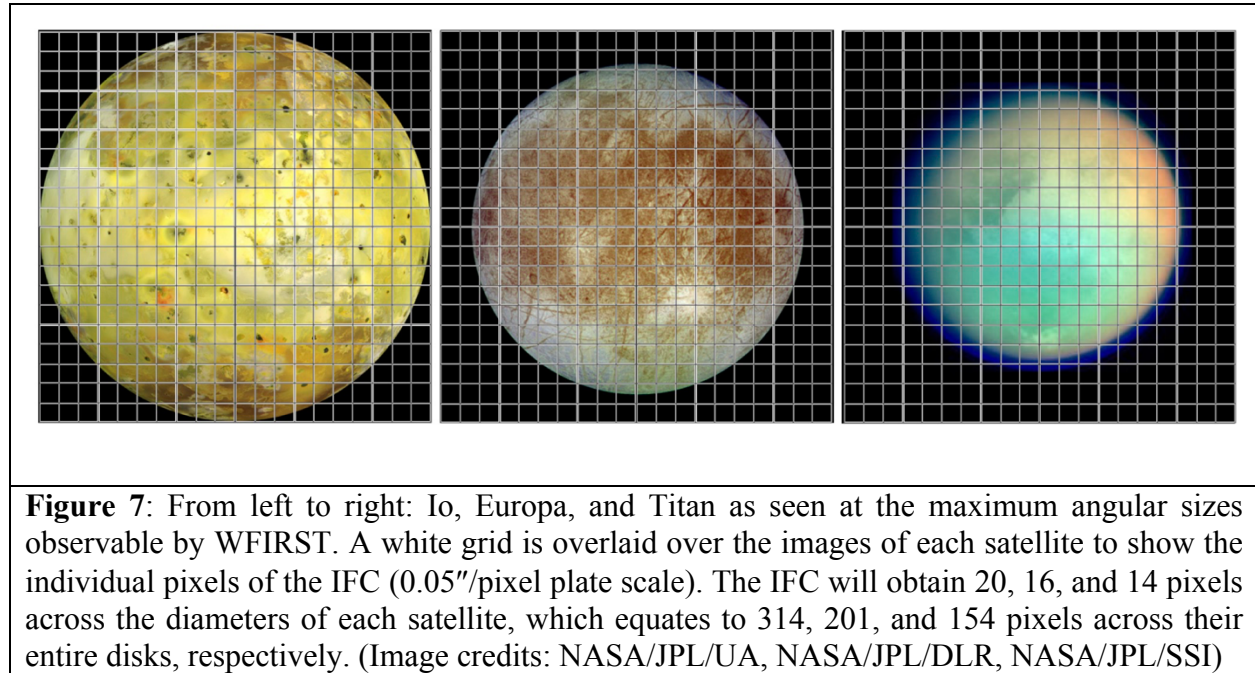 Figure 7: From left to right: Io, Europa, and Titan as seen at the maximum angular sizes
observable by WFIRST. A white grid is overlaid over the images of each satellite to show the
individual pixels of the IFC (0.05″/pixel plate scale). The IFC will obtain 20, 16, and 14 pixels
across the diameters of each satellite, which equates to 314, 201, and 154 pixels across their
entire disks, respectively. (Image credits: NASA/JPL/UA, NASA/JPL/DLR, NASA/JPL/SSI)